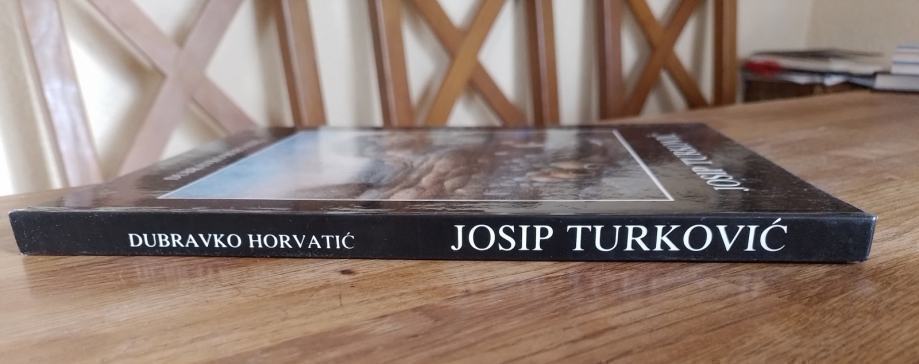 DUBRAVKO HORVATIĆ JOSIP TURKOVIĆ
JOSIP TURKOVIĆ